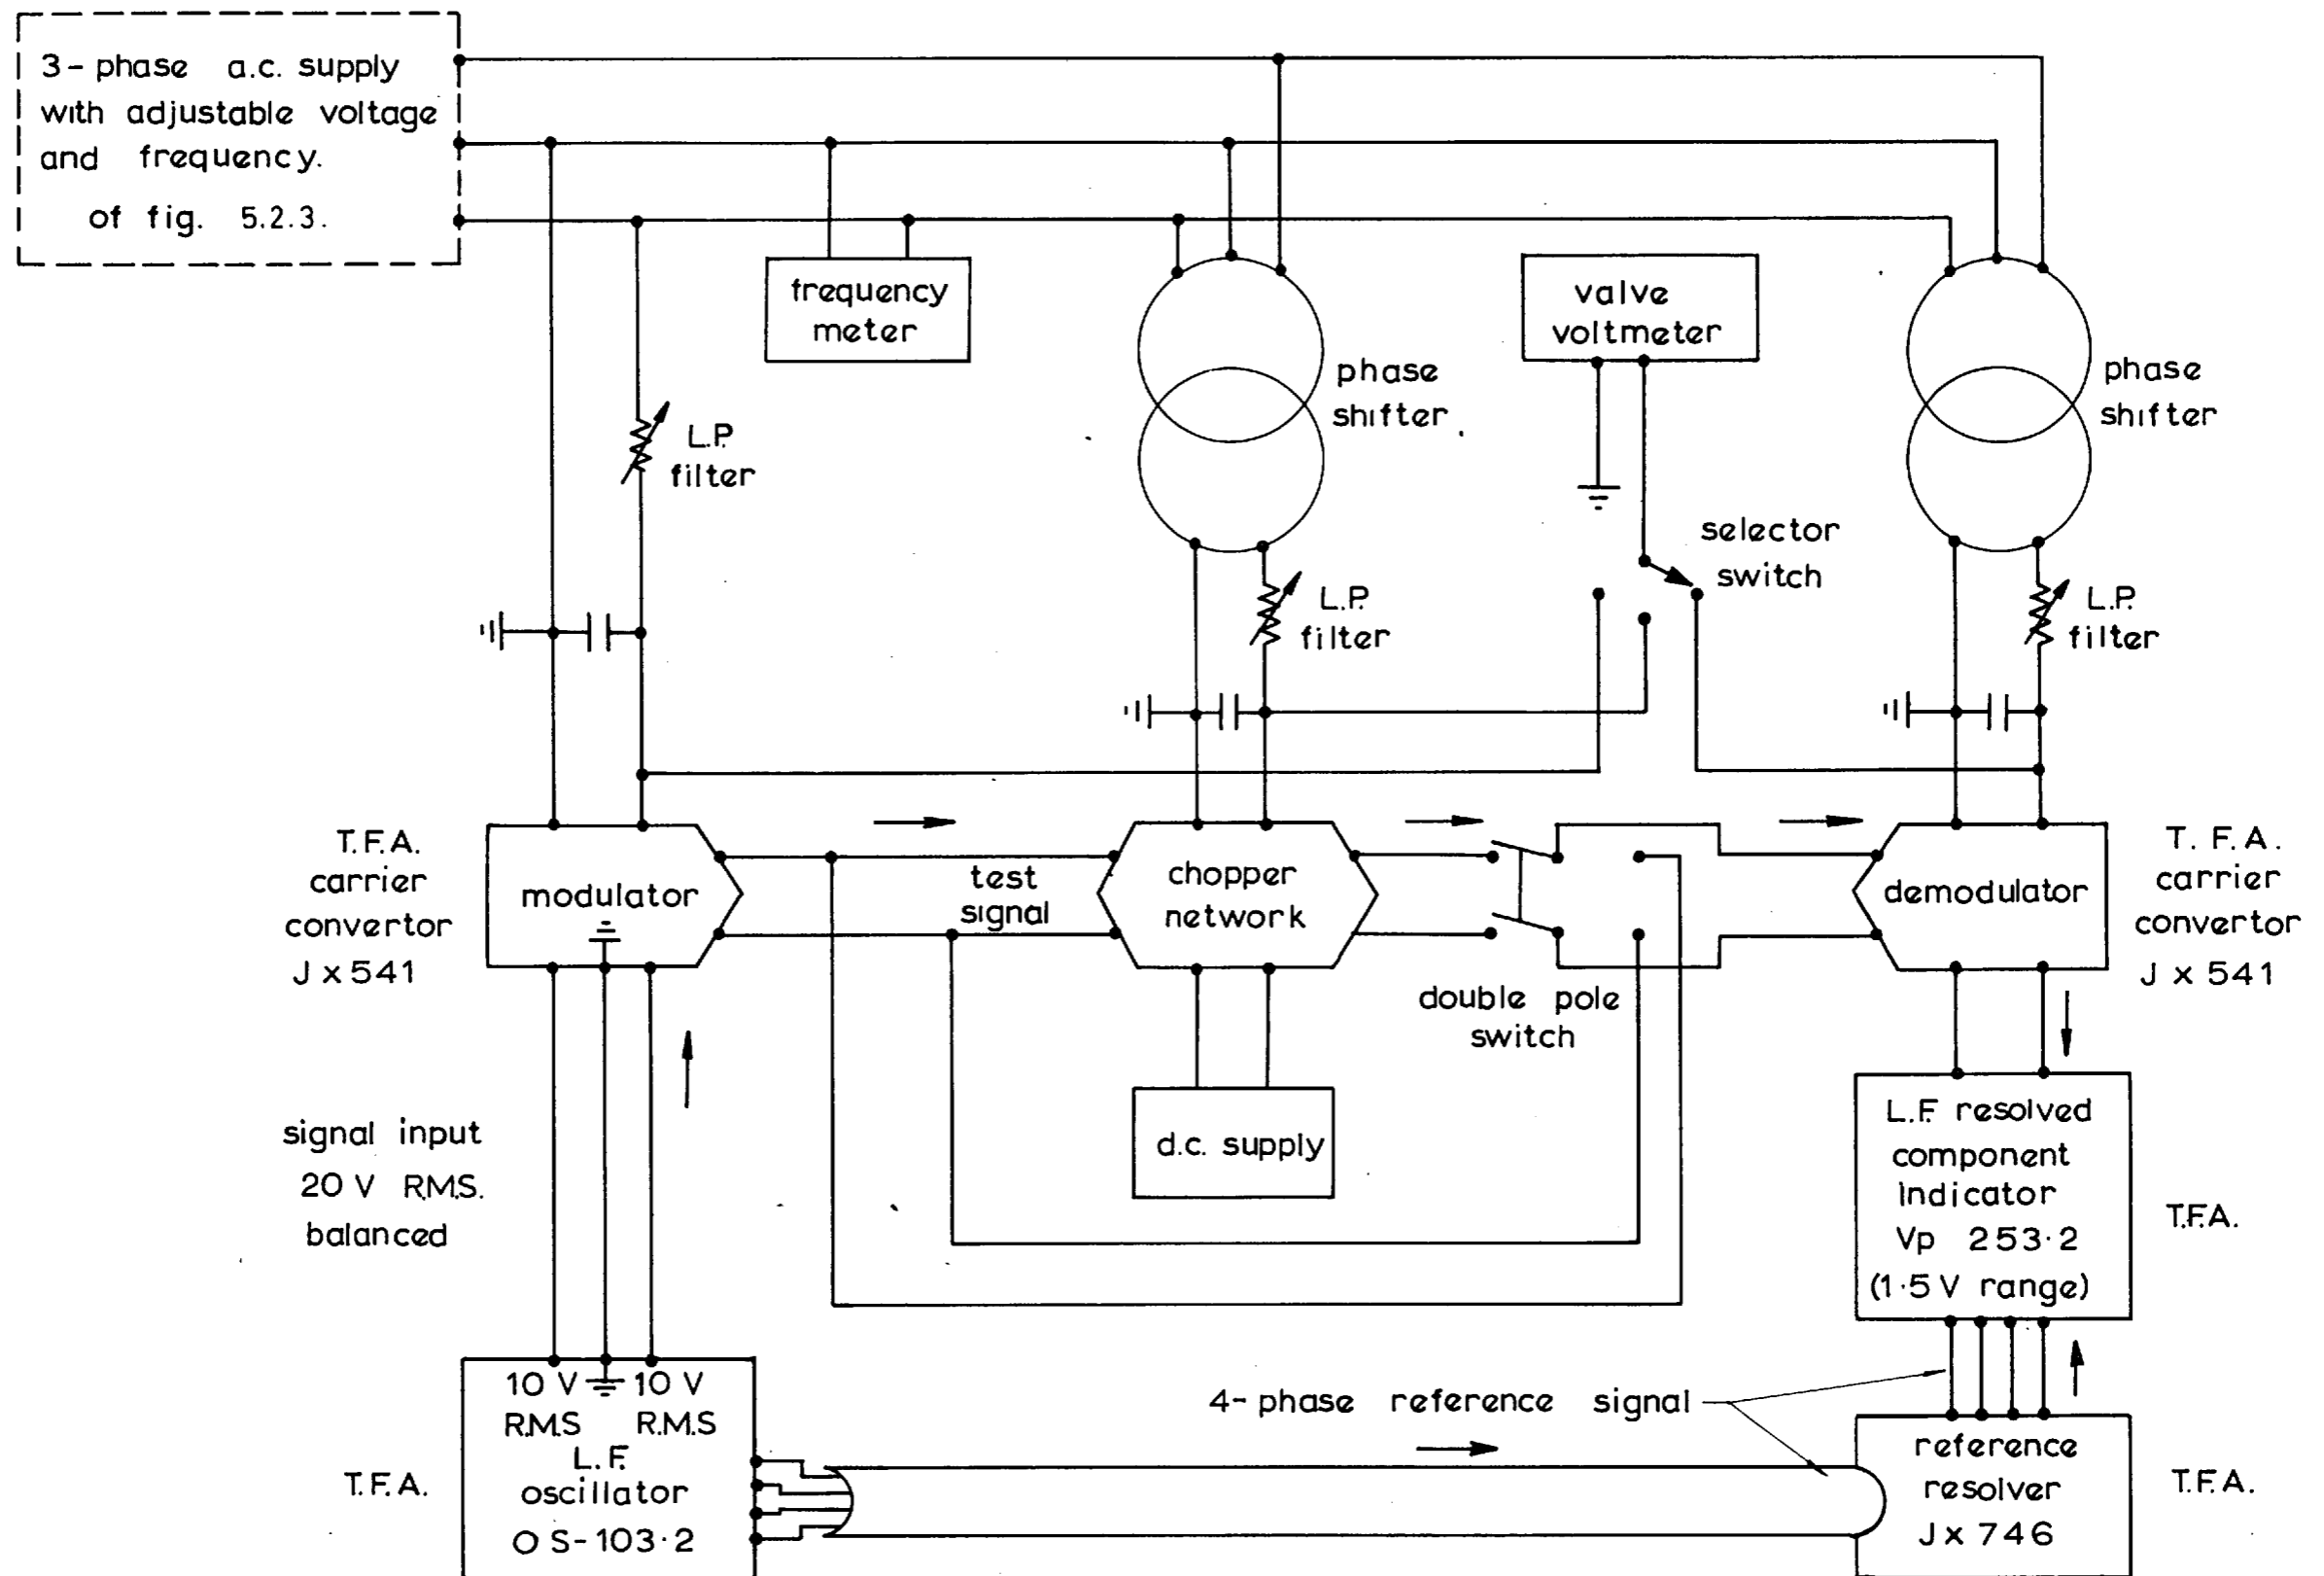 3-phase a.c. supply
with adjustable voltage
and frequency.
of fig. 5.2.3.
frequency
meter
valve
voltmeter
phase
shifter
phase
shifter
L.P.
filter
selector
switch
L.P.
filter
L.P.
filter
T.F.A.
carrier
convertor
J x 541
modulator
test
signal
chopper
network
demodulator
T.F.A.
carrier
convertor
J x 541
double pole
switch
d.c. supply
signal input
20 V R.M.S.
balanced
L.F. resolved
component
Indicator
Vp 253·2
(1·5 V range)
T.F.A.
10 V 10 V
R.M.S R.M.S
L.F.
oscillator
O S-103·2
T.F.A.
4-phase reference signal
reference
resolver
J x 746
T.F.A.